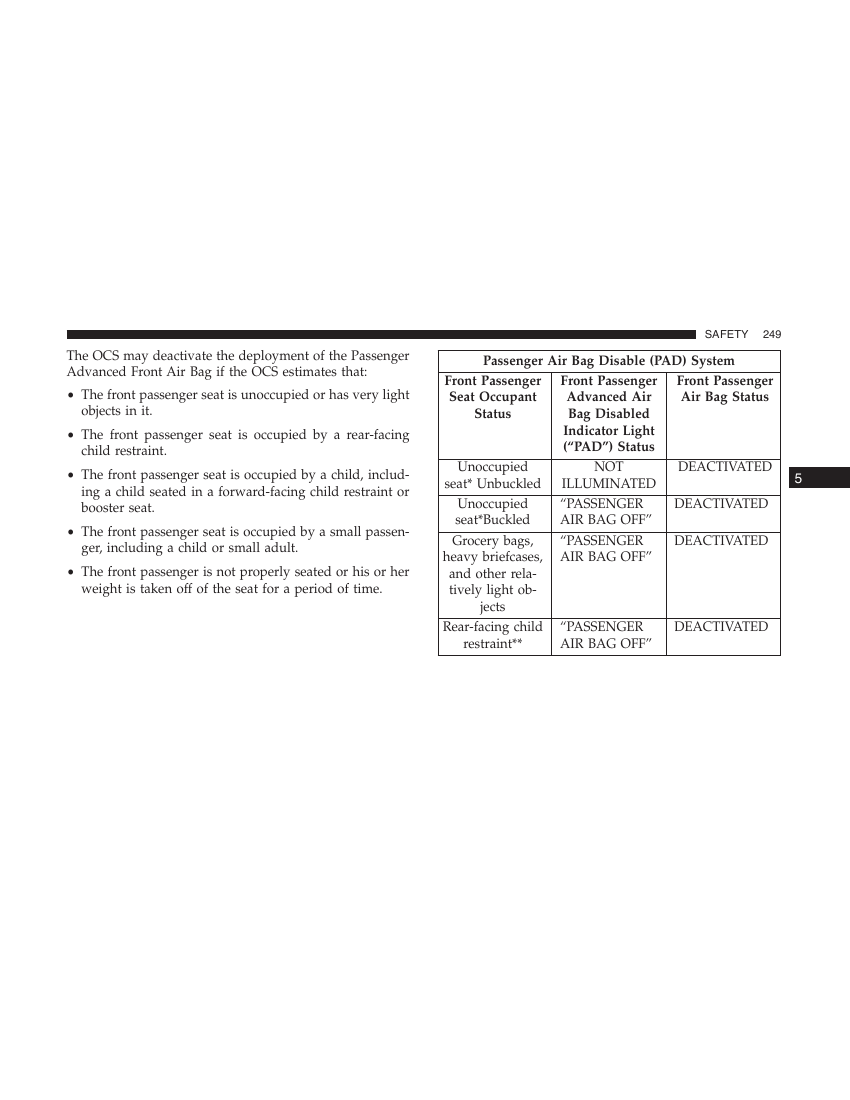 SAFETY 249
The OCS may deactivate the deployment of the Passenger
Advanced Front Air Bag if the OCS estimates that:
• The front passenger seat is unoccupied or has very light
objects in it.
• The front passenger seat is occupied by a rear-facing
child restraint.
• The front passenger seat is occupied by a child, includ-
ing a child seated in a forward-facing child restraint or
booster seat.
• The front passenger seat is occupied by a small passen-
ger, including a child or small adult.
• The front passenger is not properly seated or his or her
weight is taken off of the seat for a period of time.
Passenger Air Bag Disable (PAD) System
Front Passenger
Seat Occupant
Status
Front Passenger
Advanced Air
Bag Disabled
Indicator Light
(“PAD”) Status
Front Passenger
Air Bag Status
Unoccupied
seat* Unbuckled
NOT
ILLUMINATED
DEACTIVATED
Unoccupied
seat*Buckled
“PASSENGER
AIR BAG OFF”
DEACTIVATED
Grocery bags,
heavy briefcases,
and other rela-
tively light ob-
jects
“PASSENGER
AIR BAG OFF”
DEACTIVATED
Rear-facing child
restraint**
“PASSENGER
AIR BAG OFF”
DEACTIVATED
5